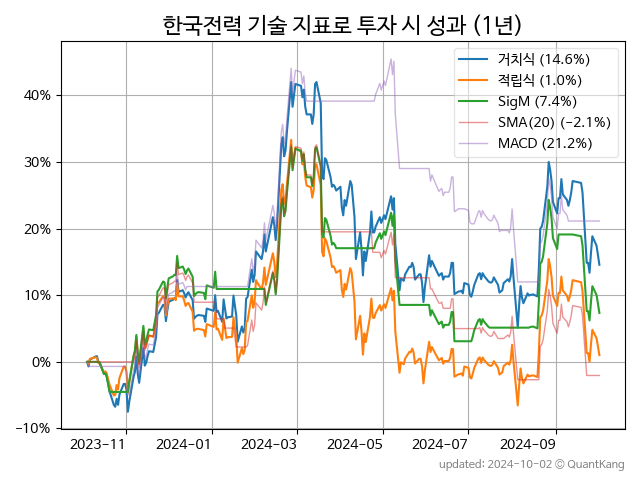 한국전력 기술 지표로 투자 시 성과 (1년)
거치식 (14.6%)
적립식 (1.0%)
SigM (7.4%)
SMA(20) (−2.1%)
MACD (21.2%)
40%
30%
20%
10%
0%
−10%
2023−11 2024−01 2024−03 2024−05 2024−07 2024−09
updated: 2024-10-02 © QuantKang